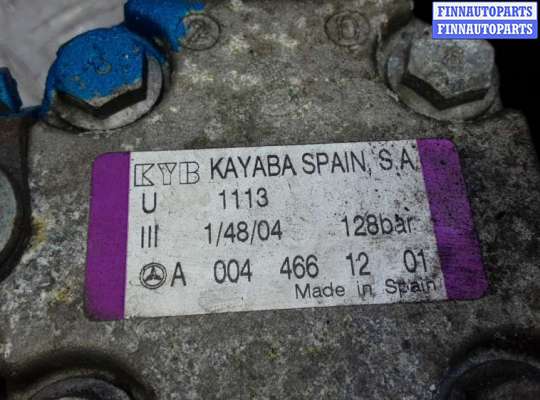 FINNAUTOPARTS
FINNAUTOPARTS
KYB KAYABA SPAIN, S.A.
U 1113
III 1/48/04 128bar
A 004 466 12 01
Made in Spain